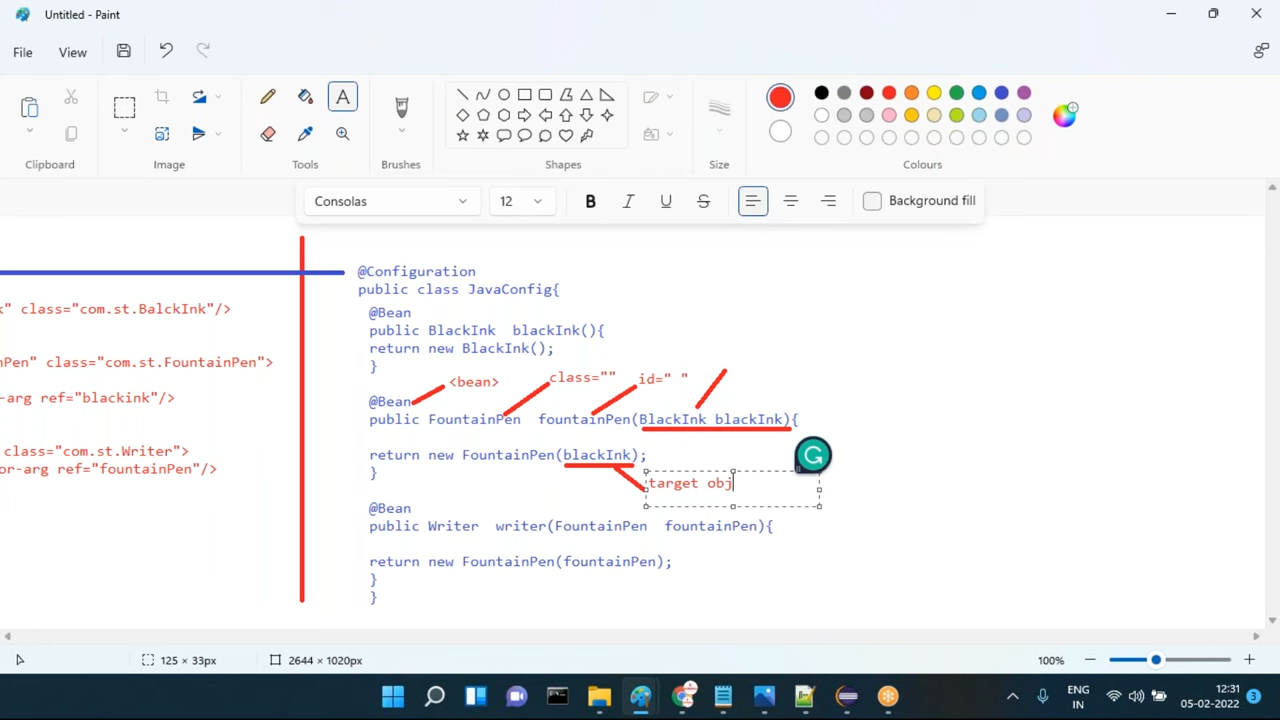 Untitled - Paint
File View
Clipboard Image Tools Brushes Shapes Size Colours
Consolas 12 B I U S Background fill
@Configuration
public class JavaConfig{
@Bean
public BlackInk blackInk(){
return new BlackInk();
}
<bean> class="" id=" "
@Bean
public FountainPen fountainPen(BlackInk blackInk){
return new FountainPen(blackInk);
}
target obj
@Bean
public Writer writer(FountainPen fountainPen){
return new FountainPen(fountainPen);
}
}
k" class="com.st.BalckInk"/>
nPen" class="com.st.FountainPen">
r-arg ref="blackink"/>
class="com.st.Writer">
or-arg ref="fountainPen"/>
125 × 33px 2644 × 1020px 100%
ENG
IN
12:31
05-02-2022
3